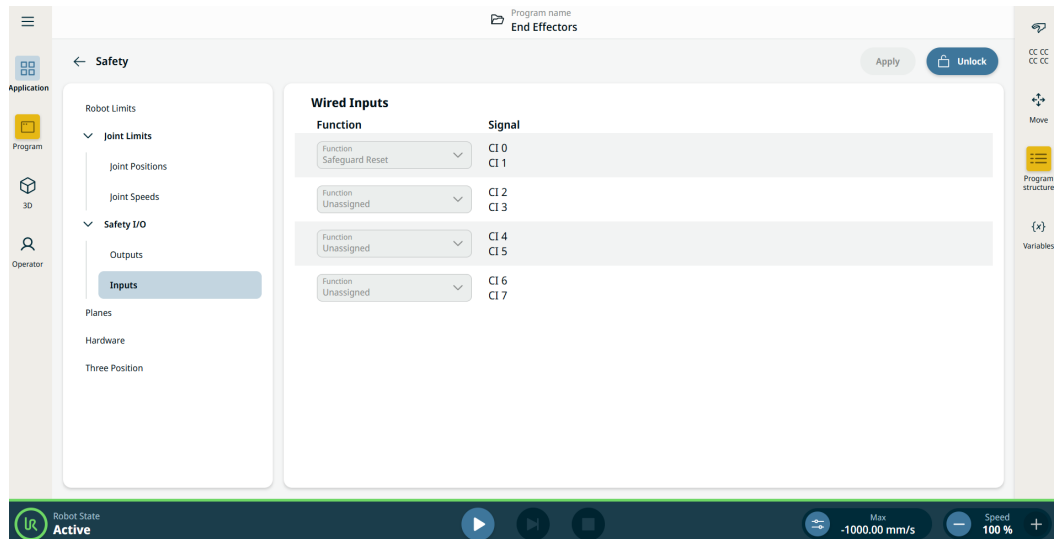 Program name
End Effectors
Safety
Apply
Unlock
CC CC
CC CC
Application
Program
3D
Operator
Robot Limits
Joint Limits
Joint Positions
Joint Speeds
Safety I/O
Outputs
Inputs
Planes
Hardware
Three Position
Wired Inputs
Function Signal
Function
Safeguard Reset
CI 0
CI 1
Function
Unassigned
CI 2
CI 3
Function
Unassigned
CI 4
CI 5
Function
Unassigned
CI 6
CI 7
Move
Program
structure
{x}
Variables
UR
Robot State
Active
Max
-1000.00 mm/s
Speed
100 %